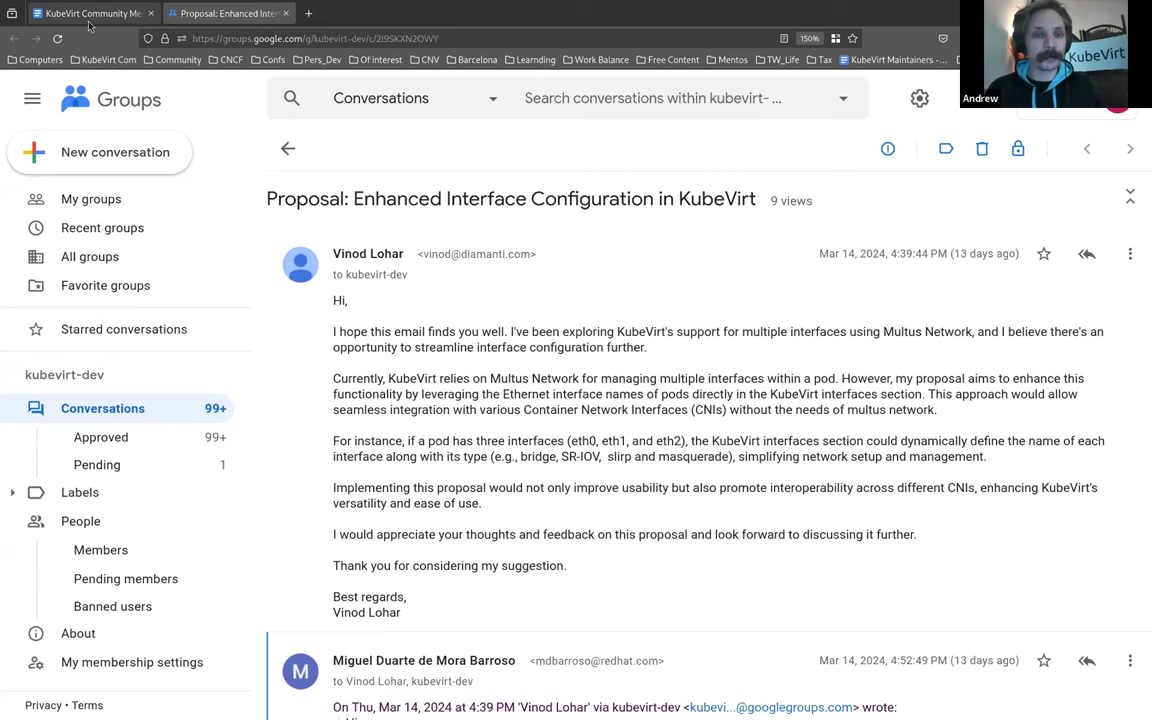 KubeVirt Community Me
Proposal: Enhanced Inter
https://groups.google.com/g/kubevirt-dev/c/2I9SKXN2OWY
150%
Computers
KubeVirt Com
Community
CNCF
Confs
Pers_Dev
Of interest
CNV
Barcelona
Learnding
Work Balance
Free Content
Mentos
TW_Life
Tax
KubeVirt Maintainers -...
KubeVirt
Andrew
Groups
Conversations
Search conversations within kubevirt- ...
New conversation
My groups
Recent groups
All groups
Favorite groups
Starred conversations
kubevirt-dev
Conversations 99+
Approved 99+
Pending 1
Labels
People
Members
Pending members
Banned users
About
My membership settings
Privacy • Terms
Proposal: Enhanced Interface Configuration in KubeVirt 9 views
Vinod Lohar <vinod@diamanti.com> Mar 14, 2024, 4:39:44 PM (13 days ago)
to kubevirt-dev
Hi,
I hope this email finds you well. I've been exploring KubeVirt's support for multiple interfaces using Multus Network, and I believe there's an
opportunity to streamline interface configuration further.
Currently, KubeVirt relies on Multus Network for managing multiple interfaces within a pod. However, my proposal aims to enhance this
functionality by leveraging the Ethernet interface names of pods directly in the KubeVirt interfaces section. This approach would allow
seamless integration with various Container Network Interfaces (CNIs) without the needs of multus network.
For instance, if a pod has three interfaces (eth0, eth1, and eth2), the KubeVirt interfaces section could dynamically define the name of each
interface along with its type (e.g., bridge, SR-IOV, slirp and masquerade), simplifying network setup and management.
Implementing this proposal would not only improve usability but also promote interoperability across different CNIs, enhancing KubeVirt's
versatility and ease of use.
I would appreciate your thoughts and feedback on this proposal and look forward to discussing it further.
Thank you for considering my suggestion.
Best regards,
Vinod Lohar
M
Miguel Duarte de Mora Barroso <mdbarroso@redhat.com> Mar 14, 2024, 4:52:49 PM (13 days ago)
to Vinod Lohar, kubevirt-dev
On Thu, Mar 14, 2024 at 4:39 PM 'Vinod Lohar' via kubevirt-dev <kubevi...@googlegroups.com> wrote: